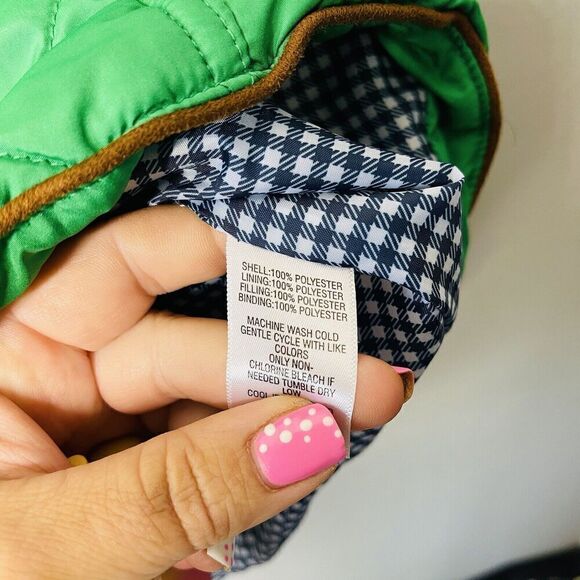 SHELL:100% POLYESTER
LINING:100% POLYESTER
FILLING:100% POLYESTER
BINDING:100% POLYESTER
MACHINE WASH COLD
GENTLE CYCLE WITH LIKE
COLORS
ONLY NON-
CHLORINE BLEACH IF
NEEDED TUMBLE DRY
LOW
COOL